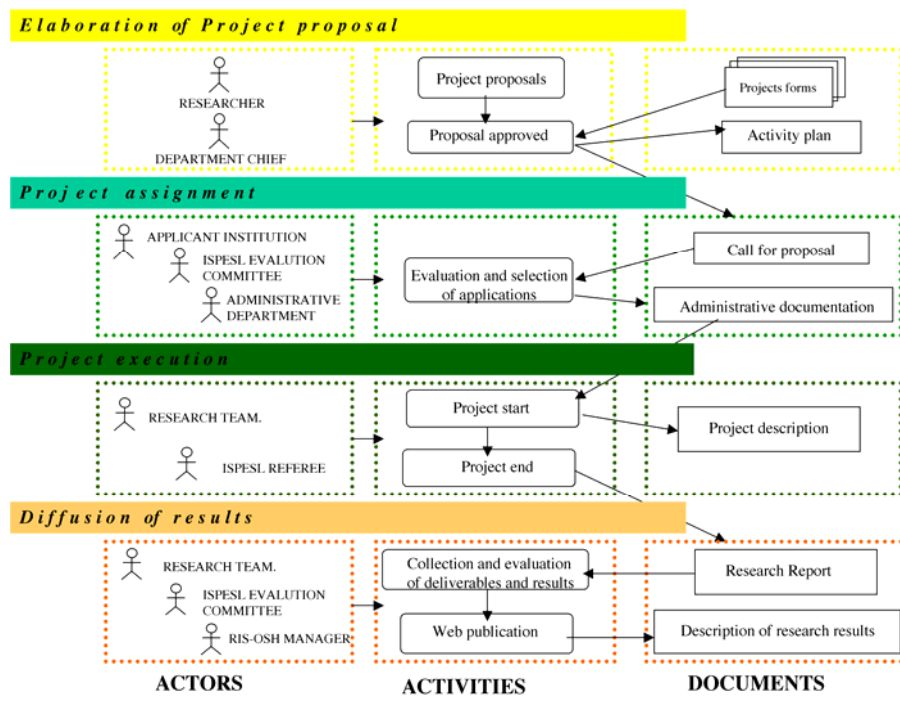 Elaboration of Project proposal
RESEARCHER
DEPARTMENT CHIEF
Project proposals
Proposal approved
Projects forms
Activity plan
Project assignment
APPLICANT INSTITUTION
ISPESL EVALUTION
COMMITTEE
ADMINISTRATIVE
DEPARTMENT
Evaluation and selection
of applications
Call for proposal
Administrative documentation
Project execution
RESEARCH TEAM.
ISPESL REFEREE
Project start
Project end
Project description
Diffusion of results
RESEARCH TEAM.
ISPESL EVALUTION
COMMITTEE
RIS-OSH MANAGER
Collection and evaluation
of deliverables and results
Web publication
Research Report
Description of research results
ACTORS
ACTIVITIES
DOCUMENTS